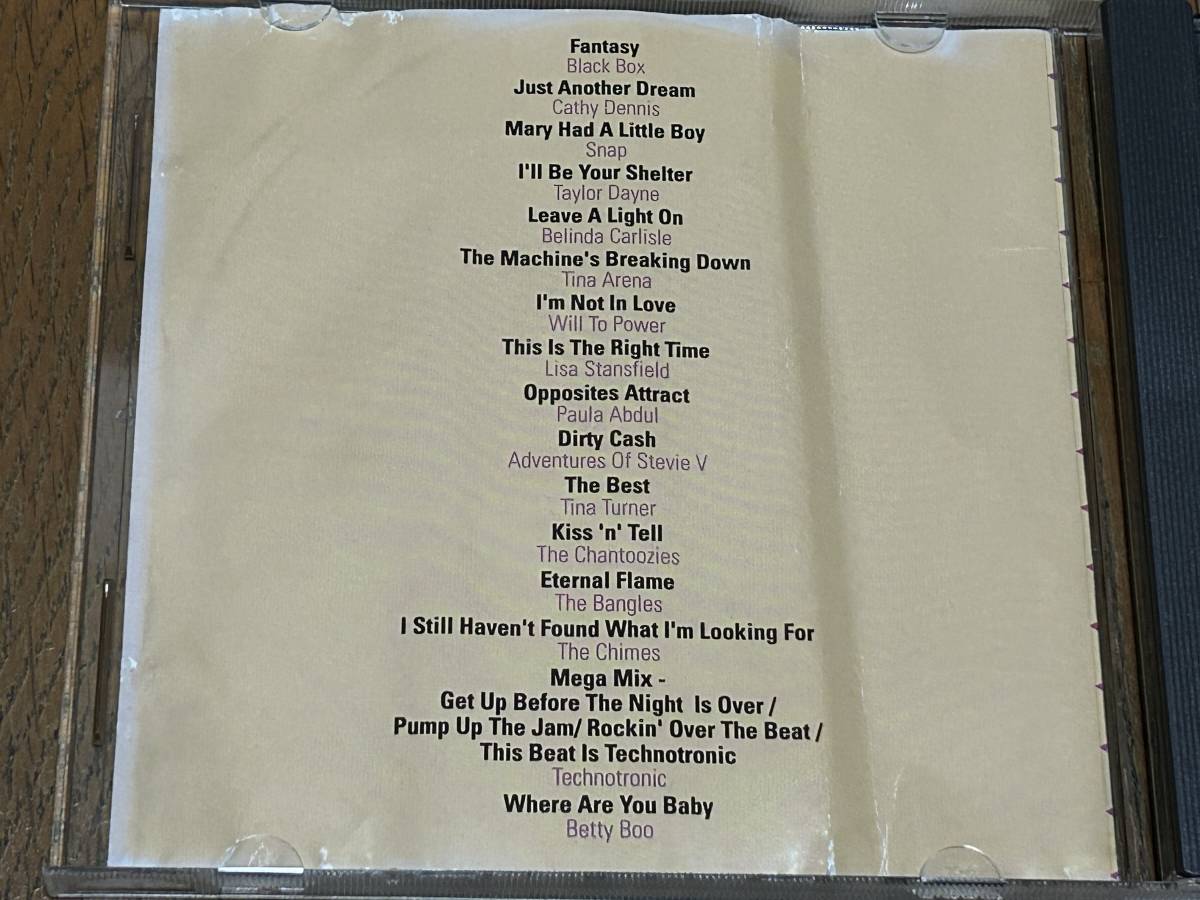 Fantasy
Black Box
Just Another Dream
Cathy Dennis
Mary Had A Little Boy
Snap
I'll Be Your Shelter
Taylor Dayne
Leave A Light On
Belinda Carlisle
The Machine's Breaking Down
Tina Arena
I'm Not In Love
Will To Power
This Is The Right Time
Lisa Stansfield
Opposites Attract
Paula Abdul
Dirty Cash
Adventures Of Stevie V
The Best
Tina Turner
Kiss 'n' Tell
The Chantoozies
Eternal Flame
The Bangles
I Still Haven't Found What I'm Looking For
The Chimes
Mega Mix -
Get Up Before The Night Is Over /
Pump Up The Jam/ Rockin' Over The Beat /
This Beat Is Technotronic
Technotronic
Where Are You Baby
Betty Boo